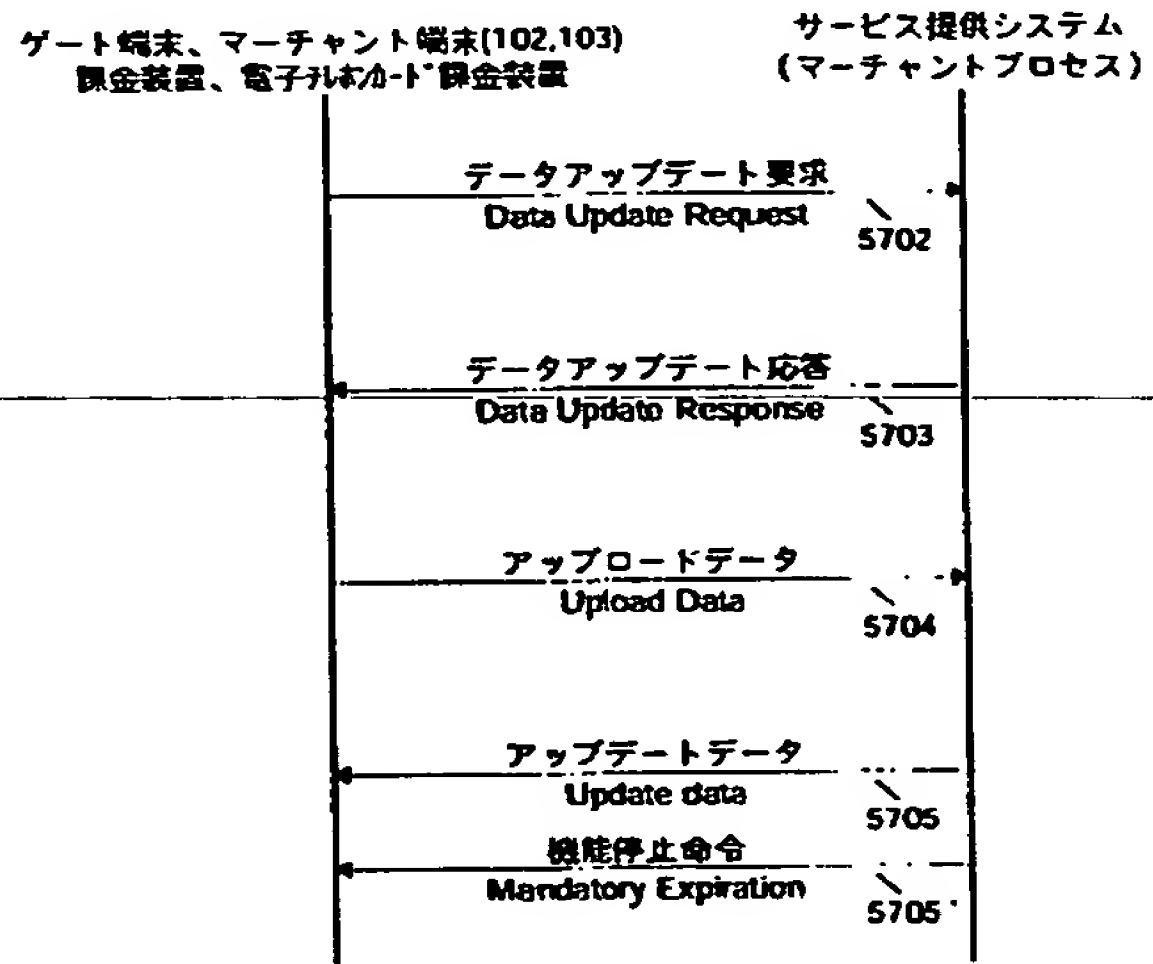 ゲート端末、マーチャント端末(102,103)
課金装置、電子テレホンカード課金装置
サービス提供システム
(マーチャントプロセス)
データアップデート要求
Data Update Request
5702
データアップデート応答
Data Update Response
5703
アップロードデータ
Upload Data
5704
アップデートデータ
Update data
5705
機能停止命令
Mandatory Expiration
5705'